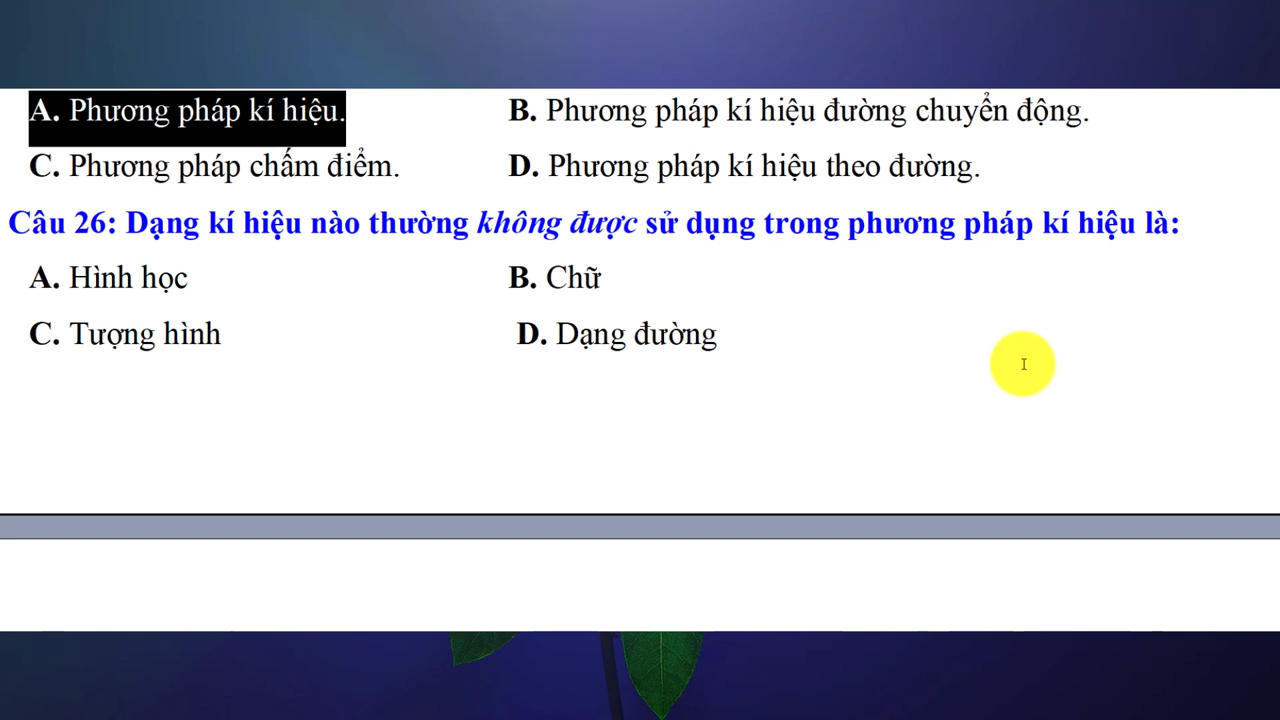 A. Phương pháp kí hiệu. B. Phương pháp kí hiệu đường chuyển động.
C. Phương pháp chấm điểm. D. Phương pháp kí hiệu theo đường.
Câu 26: Dạng kí hiệu nào thường không được sử dụng trong phương pháp kí hiệu là:
A. Hình học B. Chữ
C. Tượng hình D. Dạng đường